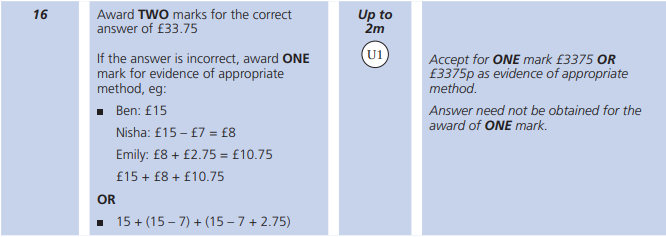 16
Award TWO marks for the correct
answer of £33.75
If the answer is incorrect, award ONE
mark for evidence of appropriate
method, eg:
■ Ben: £15
Nisha: £15 – £7 = £8
Emily: £8 + £2.75 = £10.75
£15 + £8 + £10.75
OR
■ 15 + (15 – 7) + (15 – 7 + 2.75)
Up to
2m
U1
Accept for ONE mark £3375 OR
£3375p as evidence of appropriate
method.
Answer need not be obtained for the
award of ONE mark.